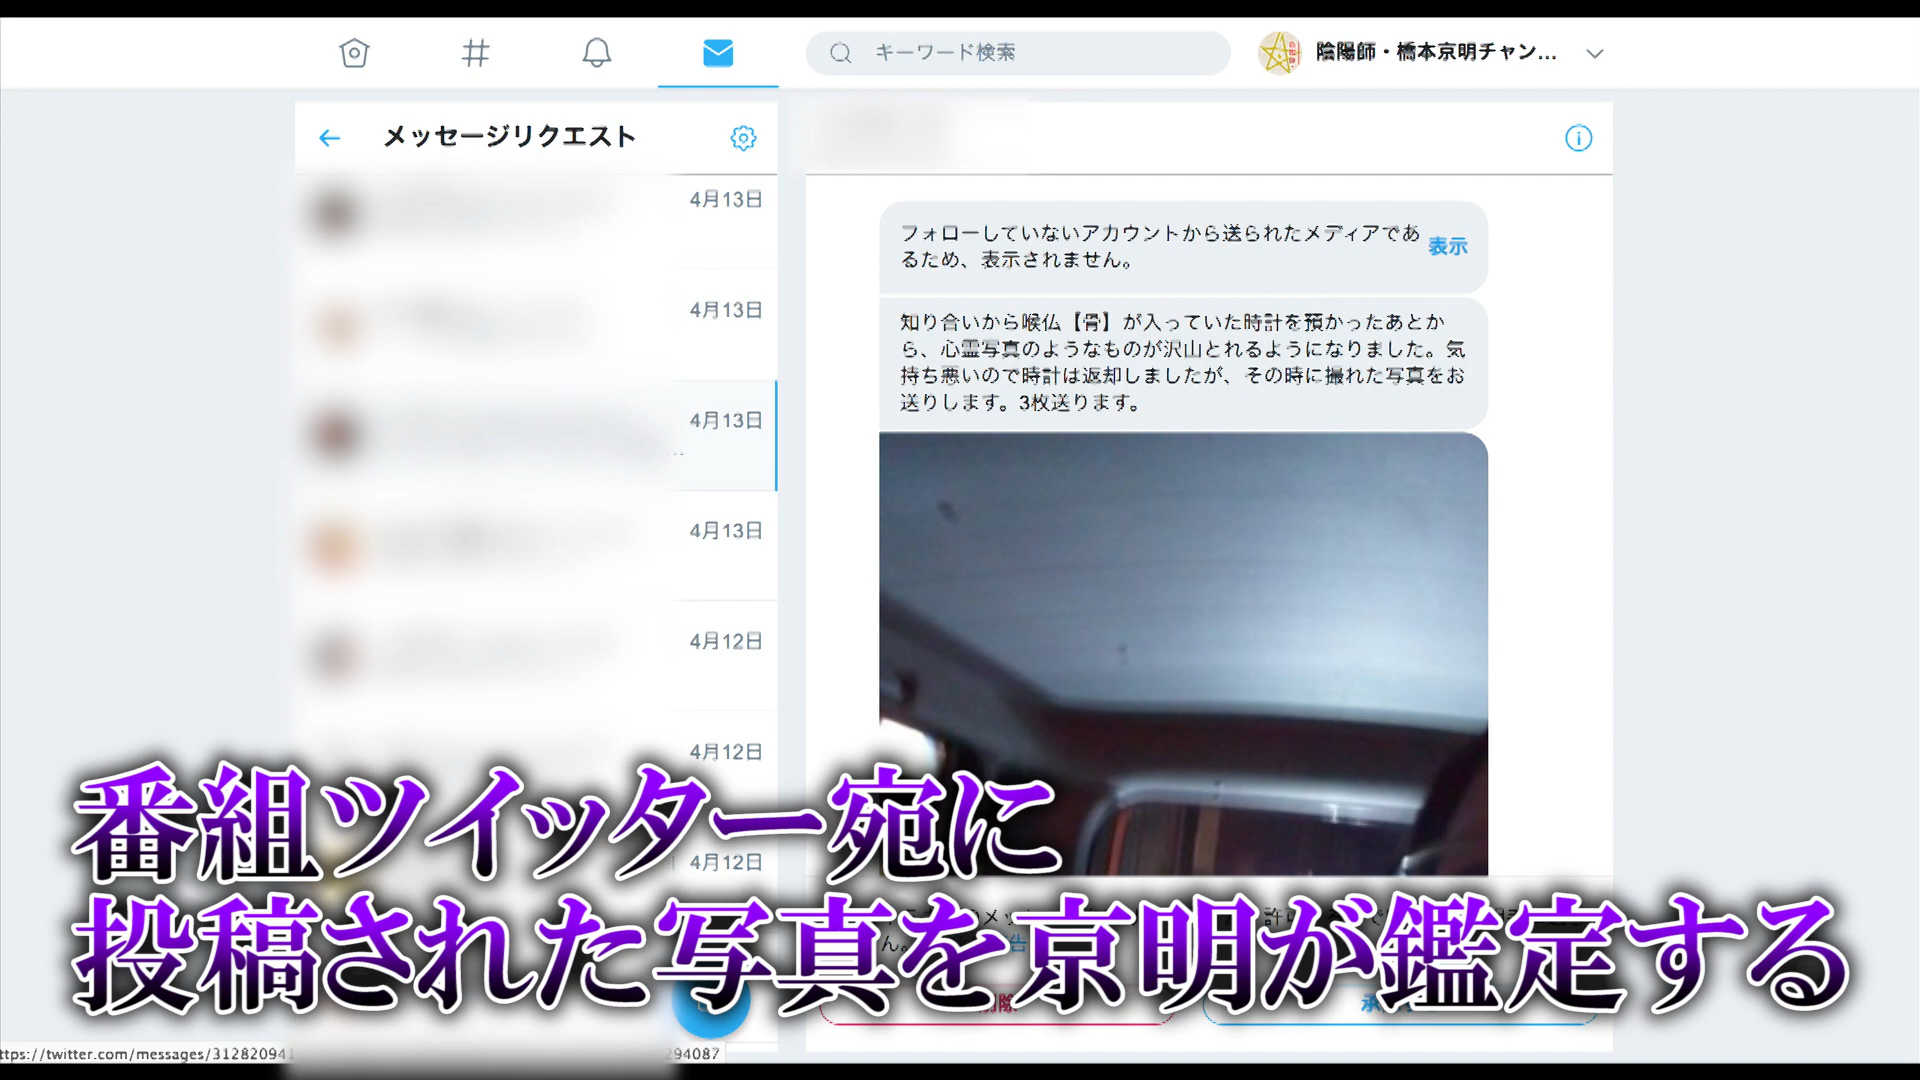 キーワード検索
陰陽師・橋本京明チャン...
メッセージリクエスト
4月13日
4月13日
4月13日
...
4月13日
4月12日
4月12日
4月12日
フォローしていないアカウントから送られたメディアであ
るため、表示されません。
表示
知り合いから喉仏【骨】が入っていた時計を預かったあとか
ら、心霊写真のようなものが沢山とれるようになりました。気
持ち悪いので時計は返却しましたが、その時に撮れた写真をお
送りします。3枚送ります。
番組ツイッター宛に
投稿された写真を京明が鑑定する
ttps://twitter.com/messages/312820941
294087